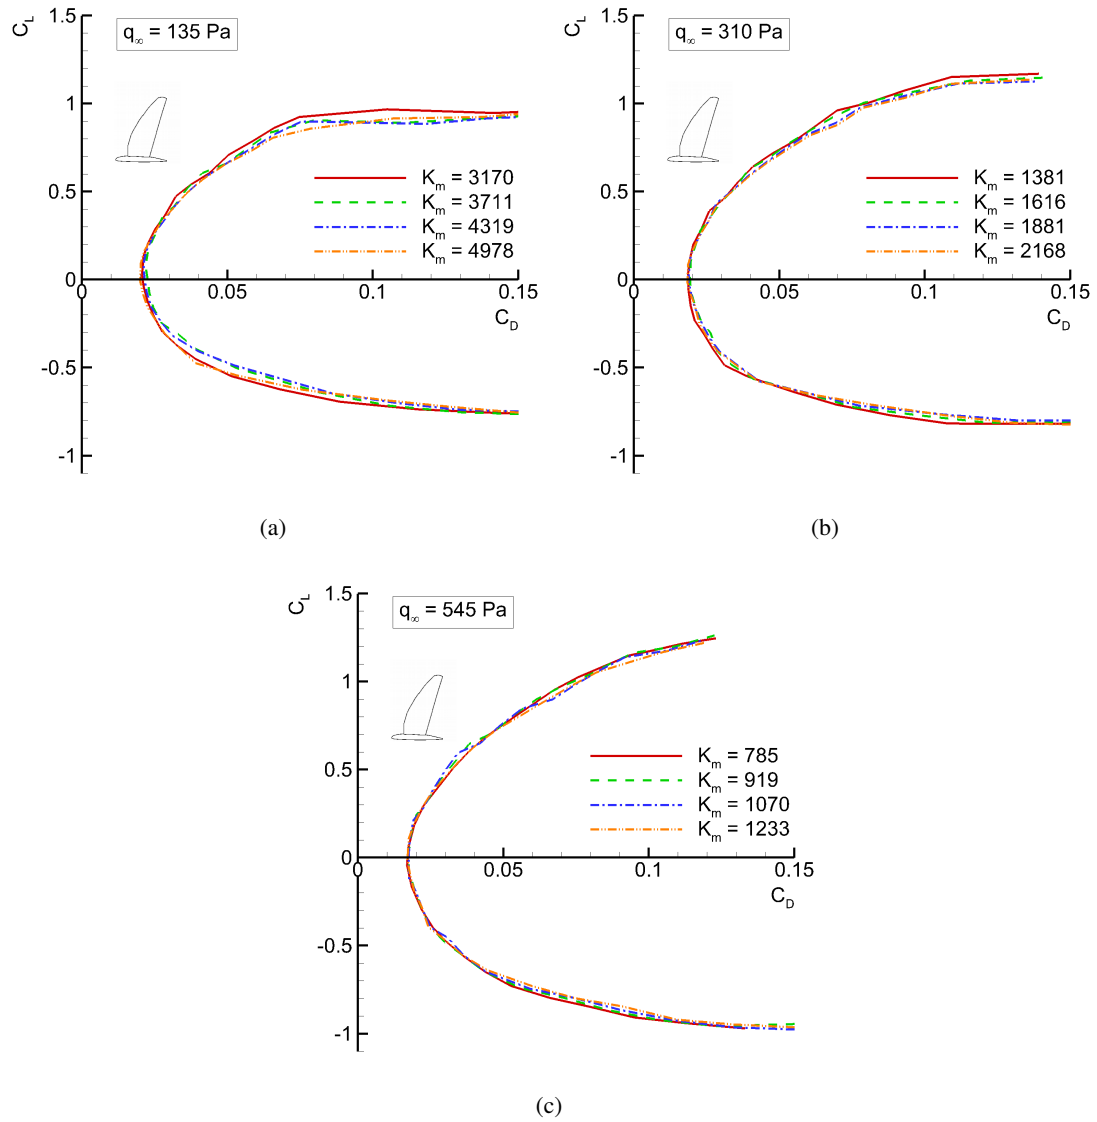 1.5
C_L
q_∞ = 135 Pa
1
K_m = 3170
0.5
K_m = 3711
K_m = 4319
K_m = 4978
0
0
0.05
0.1
0.15
C_D
-0.5
-1
(a)
1.5
C_L
q_∞ = 310 Pa
1
K_m = 1381
0.5
K_m = 1616
K_m = 1881
K_m = 2168
0
0
0.05
0.1
0.15
C_D
-0.5
-1
(b)
1.5
C_L
q_∞ = 545 Pa
1
K_m = 785
0.5
K_m = 919
K_m = 1070
K_m = 1233
0
0
0.05
0.1
0.15
C_D
-0.5
-1
(c)